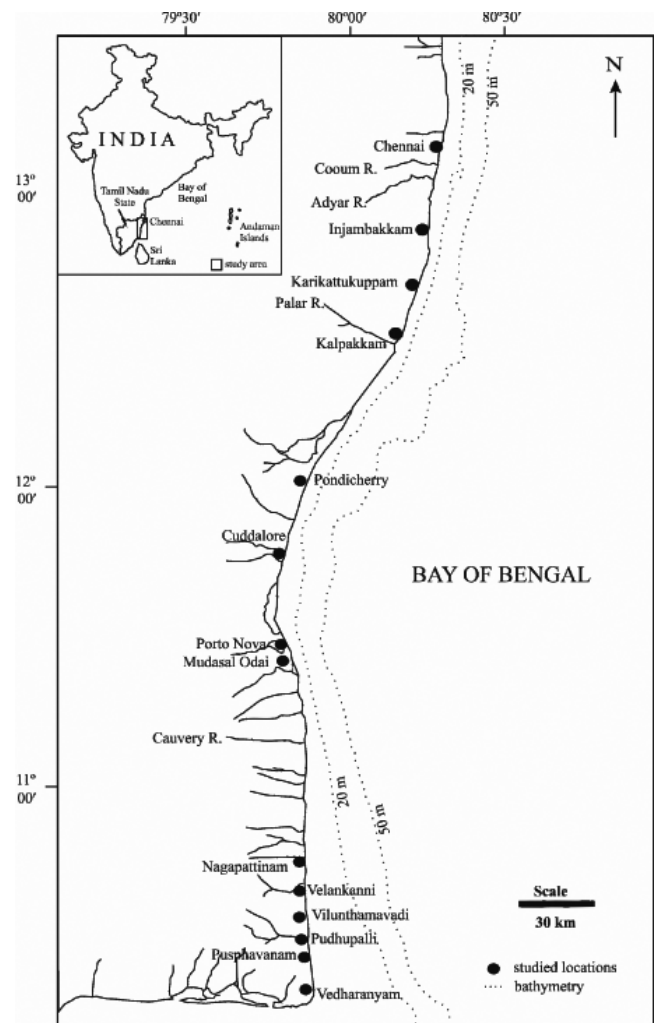 79°30'
80°00'
80°30'
N
20 m
50 m
INDIA
Tamil Nadu
State
Bay of
Bengal
Chennai
Andaman
Islands
Sri
Lanka
study area
13°
00'
Chennai
Cooum R.
Adyar R.
Injambakkam
Karikattukuppam
Palar R.
Kalpakkam
12°
00'
Pondicherry
Cuddalore
BAY OF BENGAL
Porto Nova
Mudasal Odai
Cauvery R.
11°
00'
20 m
50 m
Nagapattinam
Velankanni
Vilunthamavadi
Pudhupalli
Pusphavanam
Vedharanyam
Scale
30 km
studied locations
bathymetry